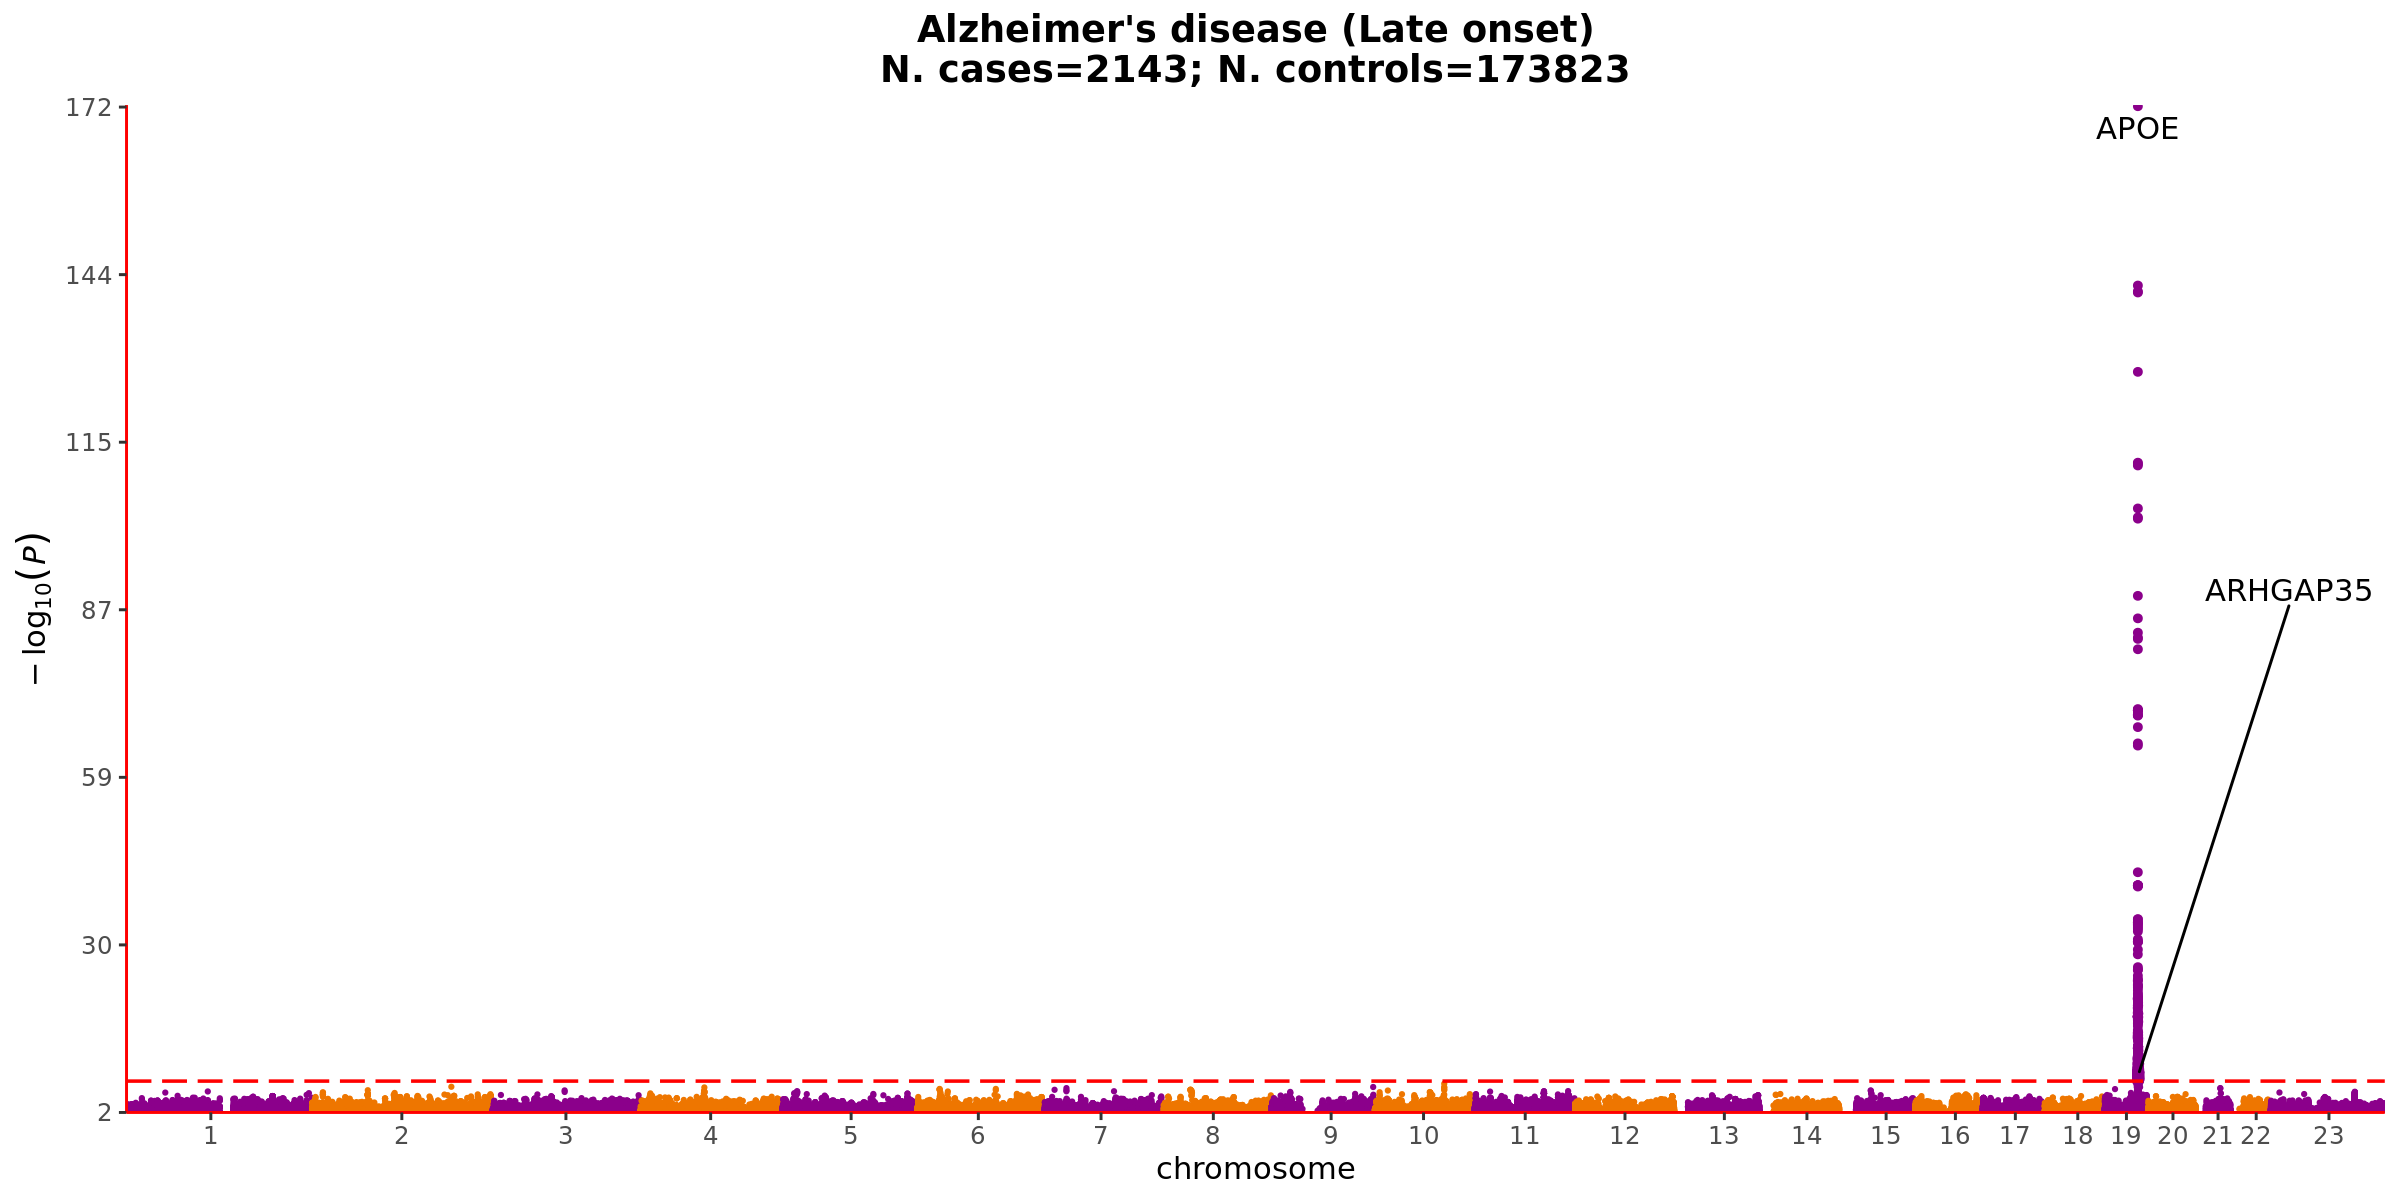 Alzheimer's disease (Late onset)
N. cases=2143; N. controls=173823
172
144
115
87
59
30
2
−log10(P)
APOE
ARHGAP35
1 2 3 4 5 6 7 8 9 10 11 12 13 14 15 16 17 18 19 20 21 22 23
chromosome